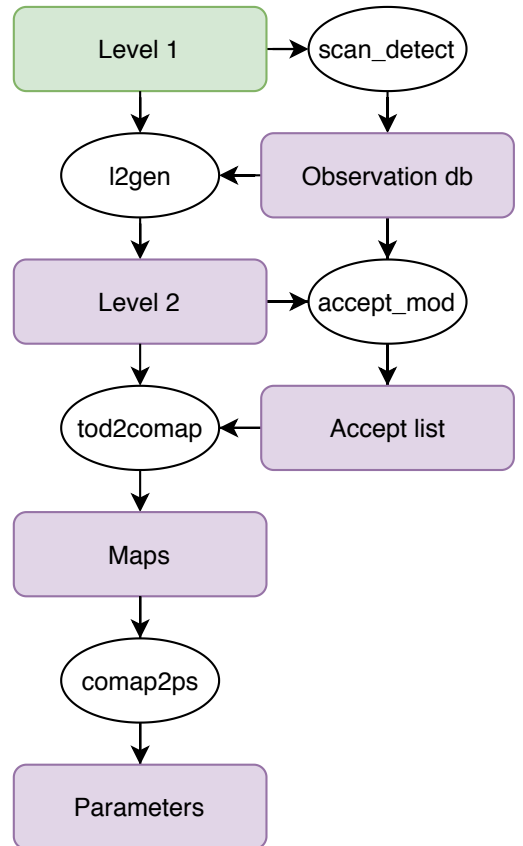 Level 1
scan_detect
l2gen
Observation db
Level 2
accept_mod
tod2comap
Accept list
Maps
comap2ps
Parameters